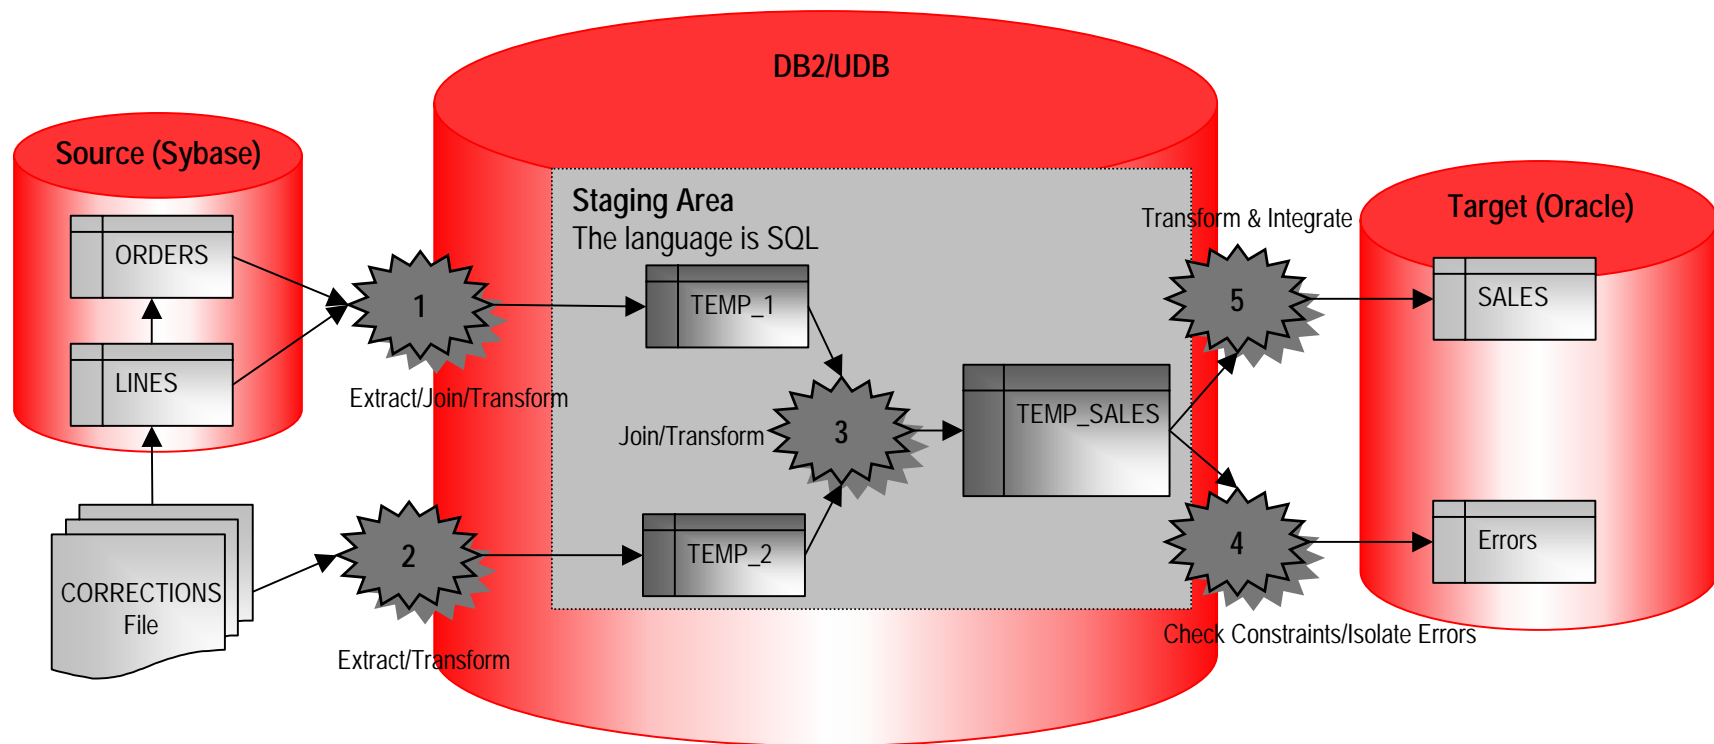 DB2/UDB
Source (Sybase)
ORDERS
LINES
CORRECTIONS
File
1
Extract/Join/Transform
2
Extract/Transform
Staging Area
The language is SQL
TEMP_1
TEMP_2
Join/Transform
3
TEMP_SALES
Transform & Integrate
5
4
Check Constraints/Isolate Errors
Target (Oracle)
SALES
Errors